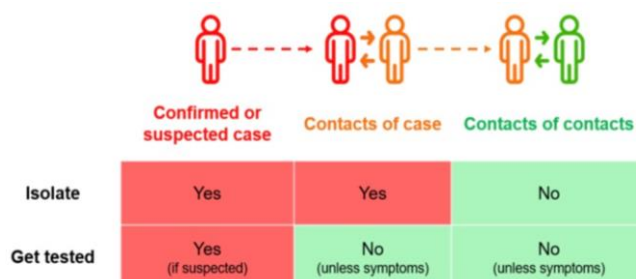 Confirmed or
suspected case
Contacts of case
Contacts of contacts
Isolate
Yes
Yes
No
Get tested
Yes
(if suspected)
No
(unless symptoms)
No
(unless symptoms)